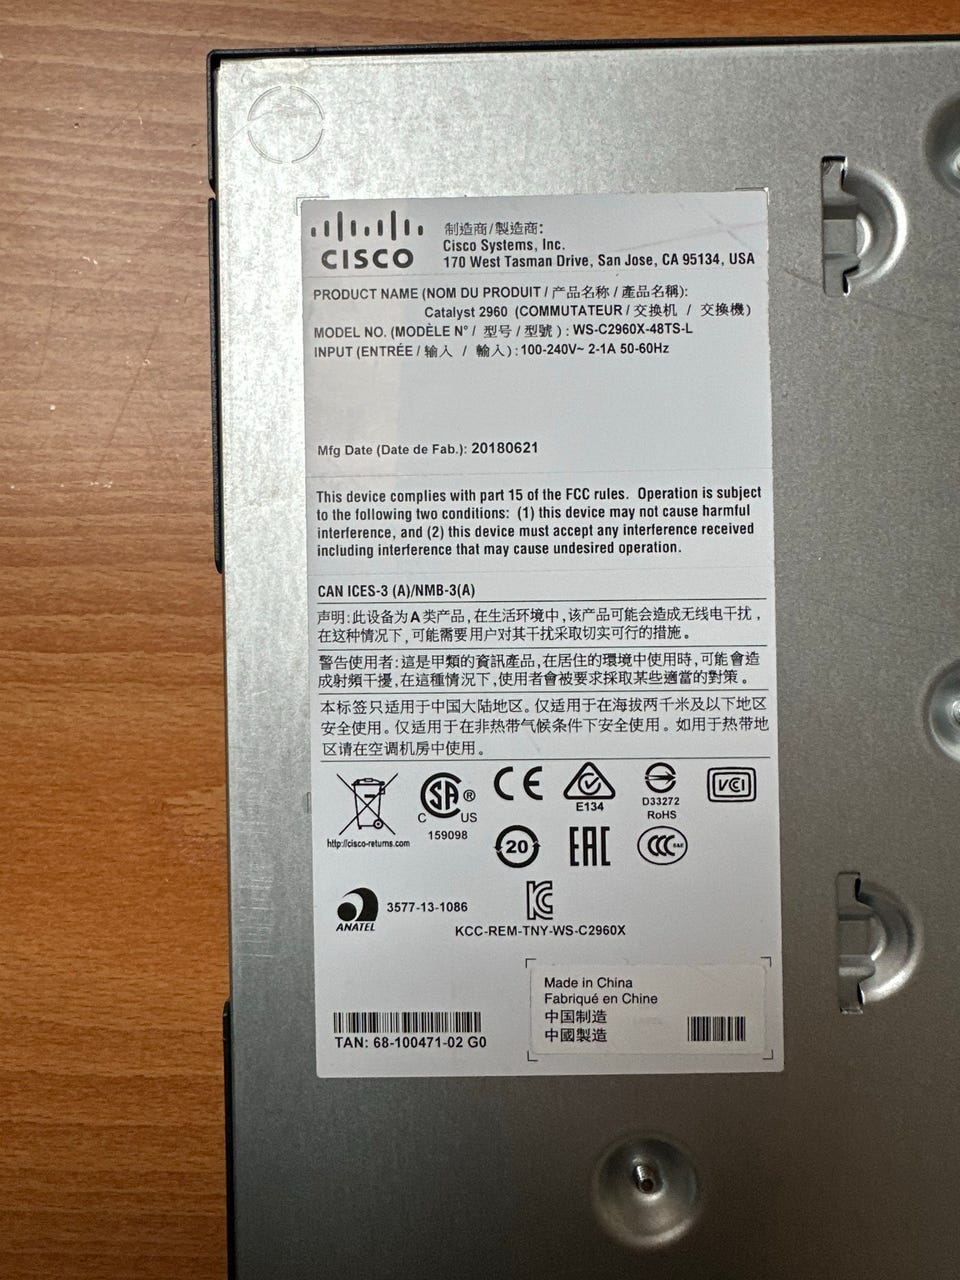 制造商/製造商:
Cisco Systems, Inc.
170 West Tasman Drive, San Jose, CA 95134, USA
CISCO
PRODUCT NAME (NOM DU PRODUIT / 产品名称 / 產品名稱):
Catalyst 2960 (COMMUTATEUR / 交换机 / 交換機)
MODEL NO. (MODÈLE N° / 型号 / 型號 ) : WS-C2960X-48TS-L
INPUT (ENTRÉE / 输入 / 輸入) : 100-240V~ 2-1A 50-60Hz
Mfg Date (Date de Fab.): 20180621
This device complies with part 15 of the FCC rules. Operation is subject
to the following two conditions: (1) this device may not cause harmful
interference, and (2) this device must accept any interference received
including interference that may cause undesired operation.
CAN ICES-3 (A)/NMB-3(A)
声明:此设备为A类产品,在生活环境中,该产品可能会造成无线电干扰,
在这种情况下,可能需要用户对其干扰采取切实可行的措施。
警告使用者:這是甲類的資訊產品,在居住的環境中使用時,可能會造
成射頻干擾,在這種情況下,使用者會被要求採取某些適當的對策。
本标签只适用于中国大陆地区。仅适用于在海拔两千米及以下地区
安全使用。仅适用于在非热带气候条件下安全使用。如用于热带地
区请在空调机房中使用。
http://cisco-returns.com
C SA ® US
159098
CE
E134
D33272
RoHS
VCI
20
EAC
CCC S&E
ANATEL
3577-13-1086
KC
KCC-REM-TNY-WS-C2960X
TAN: 68-100471-02 G0
Made in China
Fabriqué en Chine
中国制造
中國製造